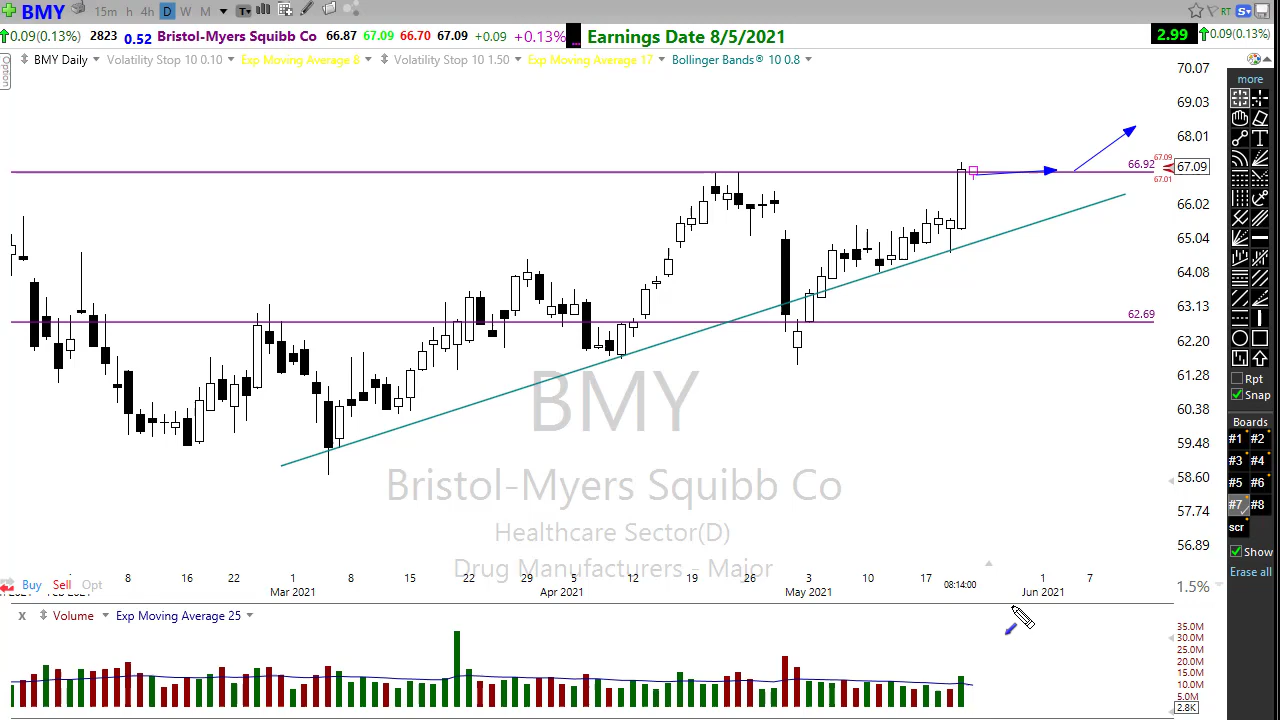 BMY 15m h 4h D W M T
0.09(0.13%) 2823 0.52 Bristol-Myers Squibb Co 66.87 67.09 66.70 67.09 +0.09 +0.13% Earnings Date 8/5/2021 2.99 0.09(0.13%)
RT S
Option
BMY Daily Volatility Stop 10 0.10 Exp Moving Average 8 Volatility Stop 10 1.50 Exp Moving Average 17 Bollinger Bands® 10 0.8
70.07
69.03
68.01
66.92 67.09
67.09
67.01
66.02
65.04
64.08
62.69 63.13
62.20
61.28
60.38
59.48
58.60
57.74
56.89
1.5%
BMY
Bristol-Myers Squibb Co
Healthcare Sector(D)
Drug Manufacturers - Major
Buy Sell Opt
8 16 22 1 8 15 22 29 5 12 19 26 3 10 17 08:14:00 1 7
Mar 2021 Apr 2021 May 2021 Jun 2021
X Volume Exp Moving Average 25
35.0M
30.0M
25.0M
20.0M
15.0M
10.0M
5.0M
2.8K
more
T
Rpt
Snap
Boards
#1 #2
#3 #4
#5 #6
#7 #8
scr
Show
Erase all